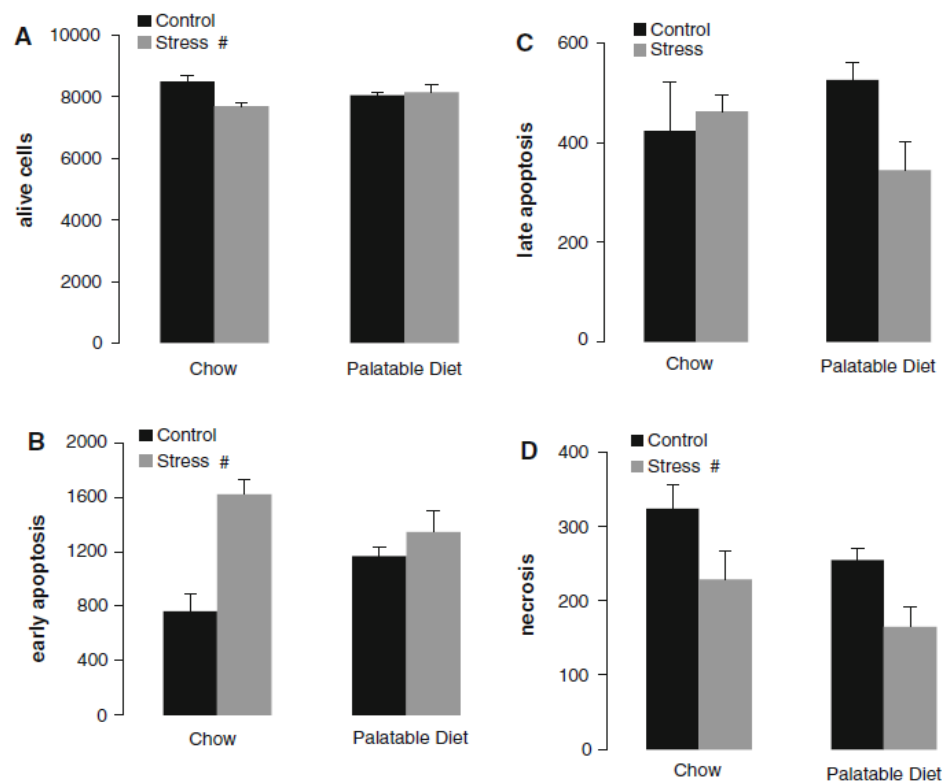 A
Control
Stress #
10000
8000
6000
4000
2000
0
alive cells
Chow
Palatable Diet
C
Control
Stress
600
400
200
0
late apoptosis
Chow
Palatable Diet
B
Control
Stress #
2000
1600
1200
800
400
0
early apoptosis
Chow
Palatable Diet
D
Control
Stress #
400
300
200
100
0
necrosis
Chow
Palatable Diet